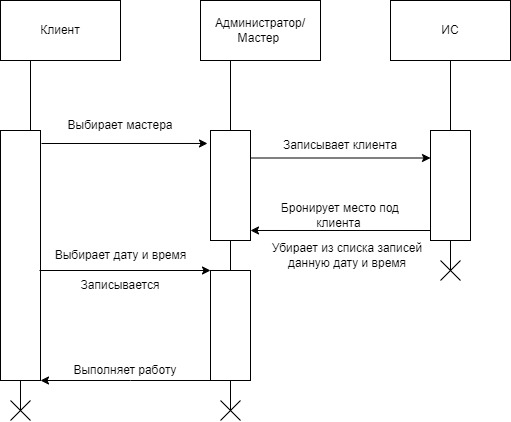 Клиент
Администратор/
Мастер
ИС
Выбирает мастера
Записывает клиента
Бронирует место под
клиента
Убирает из списка записей
данную дату и время
Выбирает дату и время
Записывается
Выполняет работу